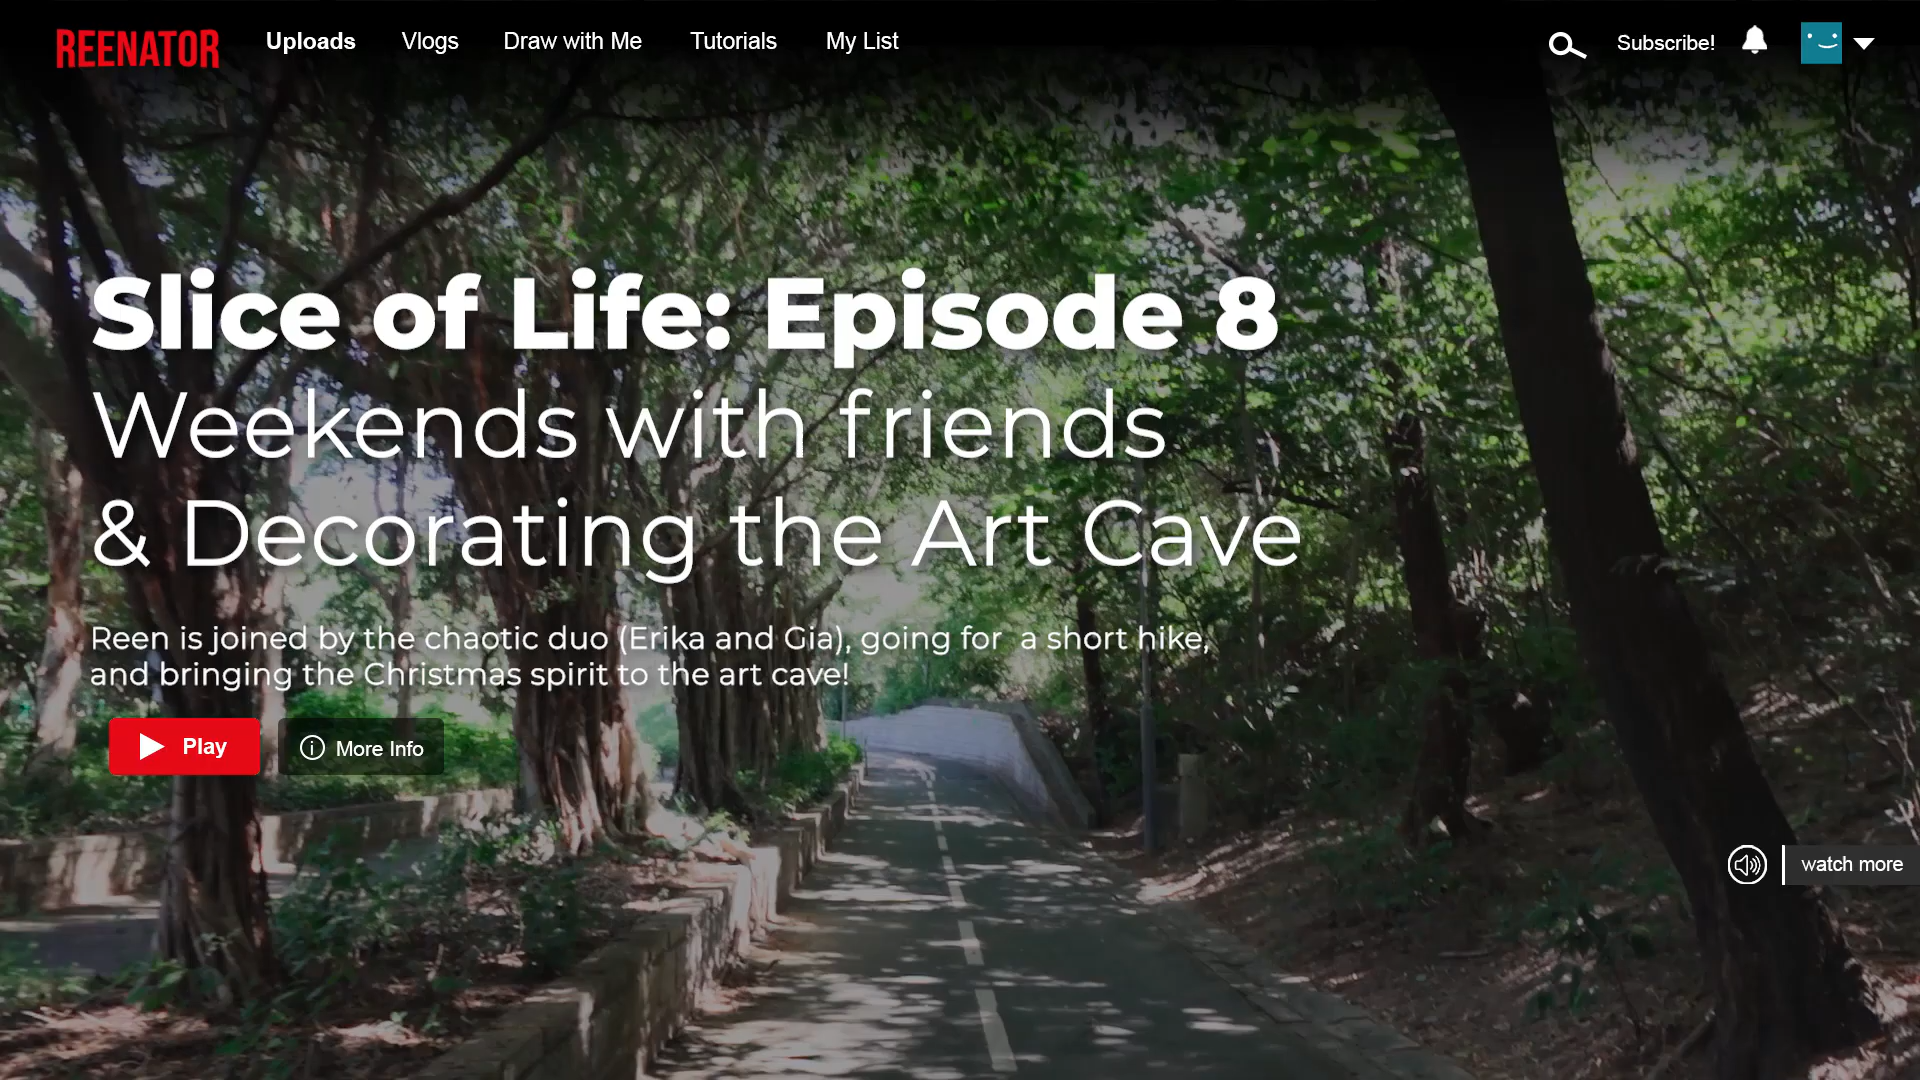 REENATOR
Uploads
Vlogs
Draw with Me
Tutorials
My List
Subscribe!
Slice of Life: Episode 8
Weekends with friends
& Decorating the Art Cave
Reen is joined by the chaotic duo (Erika and Gia), going for  a short hike,
and bringing the Christmas spirit to the art cave!
Play
More Info
watch more